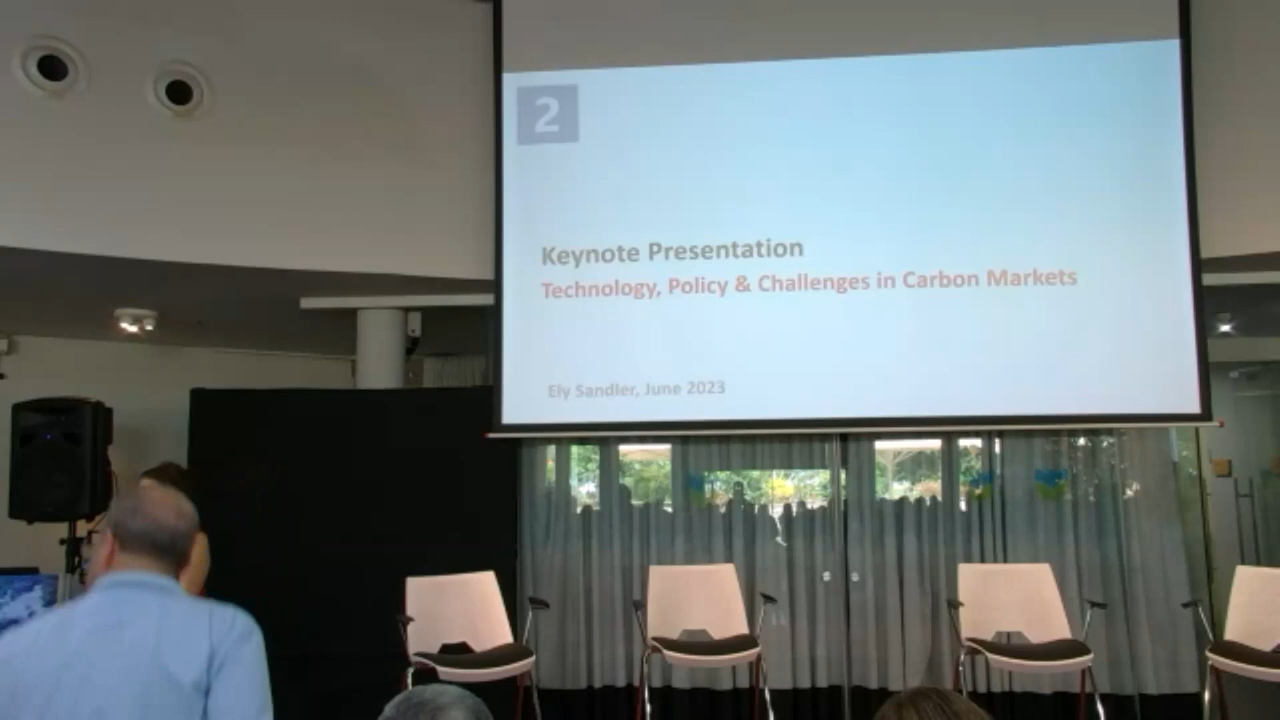 2
Keynote Presentation
Technology, Policy & Challenges in Carbon Markets
Ely Sandler, June 2023